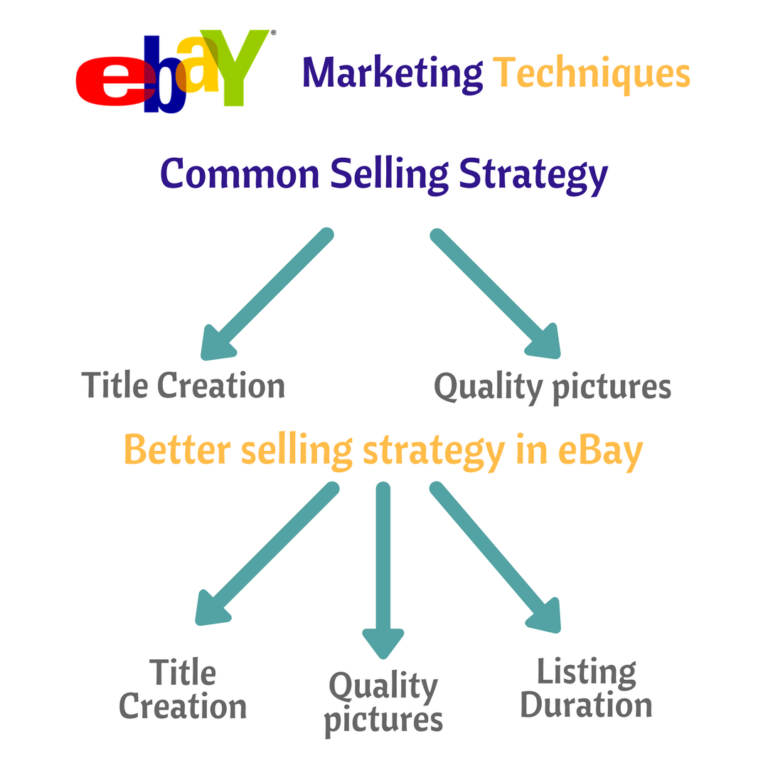 ebaY® Marketing Techniques
Common Selling Strategy
Title Creation
Quality pictures
Better selling strategy in eBay
Title
Creation
Quality
pictures
Listing
Duration